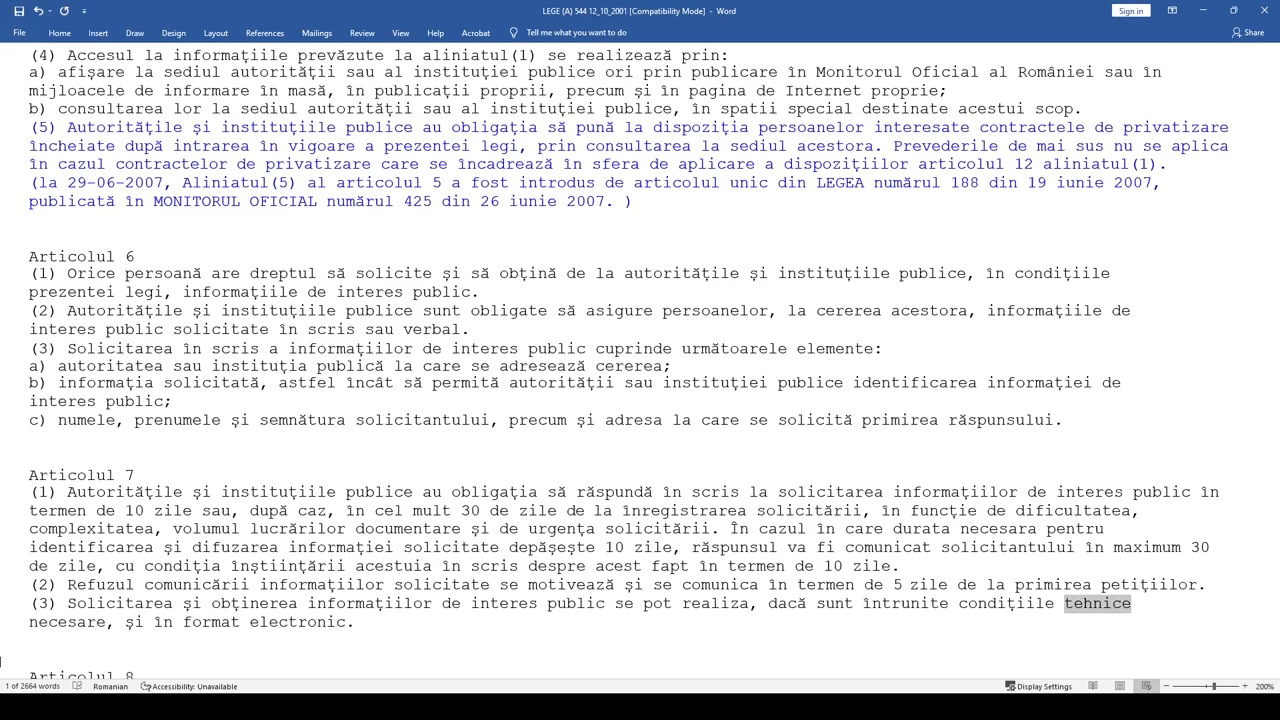 LEGE (A) 544 12_10_2001 [Compatibility Mode] - Word
Sign in
File Home Insert Draw Design Layout References Mailings Review View Help Acrobat Tell me what you want to do Share
(4) Accesul la informațiile prevăzute la aliniatul(1) se realizează prin:
a) afișare la sediul autorității sau al instituției publice ori prin publicare în Monitorul Oficial al României sau în
mijloacele de informare în masă, în publicații proprii, precum și în pagina de Internet proprie;
b) consultarea lor la sediul autorității sau al instituției publice, în spatii special destinate acestui scop.
(5) Autoritățile și instituțiile publice au obligația să pună la dispoziția persoanelor interesate contractele de privatizare
încheiate după intrarea în vigoare a prezentei legi, prin consultarea la sediul acestora. Prevederile de mai sus nu se aplica
în cazul contractelor de privatizare care se încadrează în sfera de aplicare a dispozițiilor articolul 12 aliniatul(1).
(la 29-06-2007, Aliniatul(5) al articolul 5 a fost introdus de articolul unic din LEGEA numărul 188 din 19 iunie 2007,
publicată în MONITORUL OFICIAL numărul 425 din 26 iunie 2007. )
Articolul 6
(1) Orice persoană are dreptul să solicite și să obțină de la autoritățile și instituțiile publice, în condițiile
prezentei legi, informațiile de interes public.
(2) Autoritățile și instituțiile publice sunt obligate să asigure persoanelor, la cererea acestora, informațiile de
interes public solicitate în scris sau verbal.
(3) Solicitarea în scris a informațiilor de interes public cuprinde următoarele elemente:
a) autoritatea sau instituția publică la care se adresează cererea;
b) informația solicitată, astfel încât să permită autorității sau instituției publice identificarea informației de
interes public;
c) numele, prenumele și semnătura solicitantului, precum și adresa la care se solicită primirea răspunsului.
Articolul 7
(1) Autoritățile și instituțiile publice au obligația să răspundă în scris la solicitarea informațiilor de interes public în
termen de 10 zile sau, după caz, în cel mult 30 de zile de la înregistrarea solicitării, în funcție de dificultatea,
complexitatea, volumul lucrărilor documentare și de urgența solicitării. În cazul în care durata necesara pentru
identificarea și difuzarea informației solicitate depășește 10 zile, răspunsul va fi comunicat solicitantului în maximum 30
de zile, cu condiția înștiințării acestuia în scris despre acest fapt în termen de 10 zile.
(2) Refuzul comunicării informațiilor solicitate se motivează și se comunica în termen de 5 zile de la primirea petițiilor.
(3) Solicitarea și obținerea informațiilor de interes public se pot realiza, dacă sunt întrunite condițiile tehnice
necesare, și în format electronic.
Articolul 8
1 of 2664 words Romanian Accessibility: Unavailable Display Settings 200%